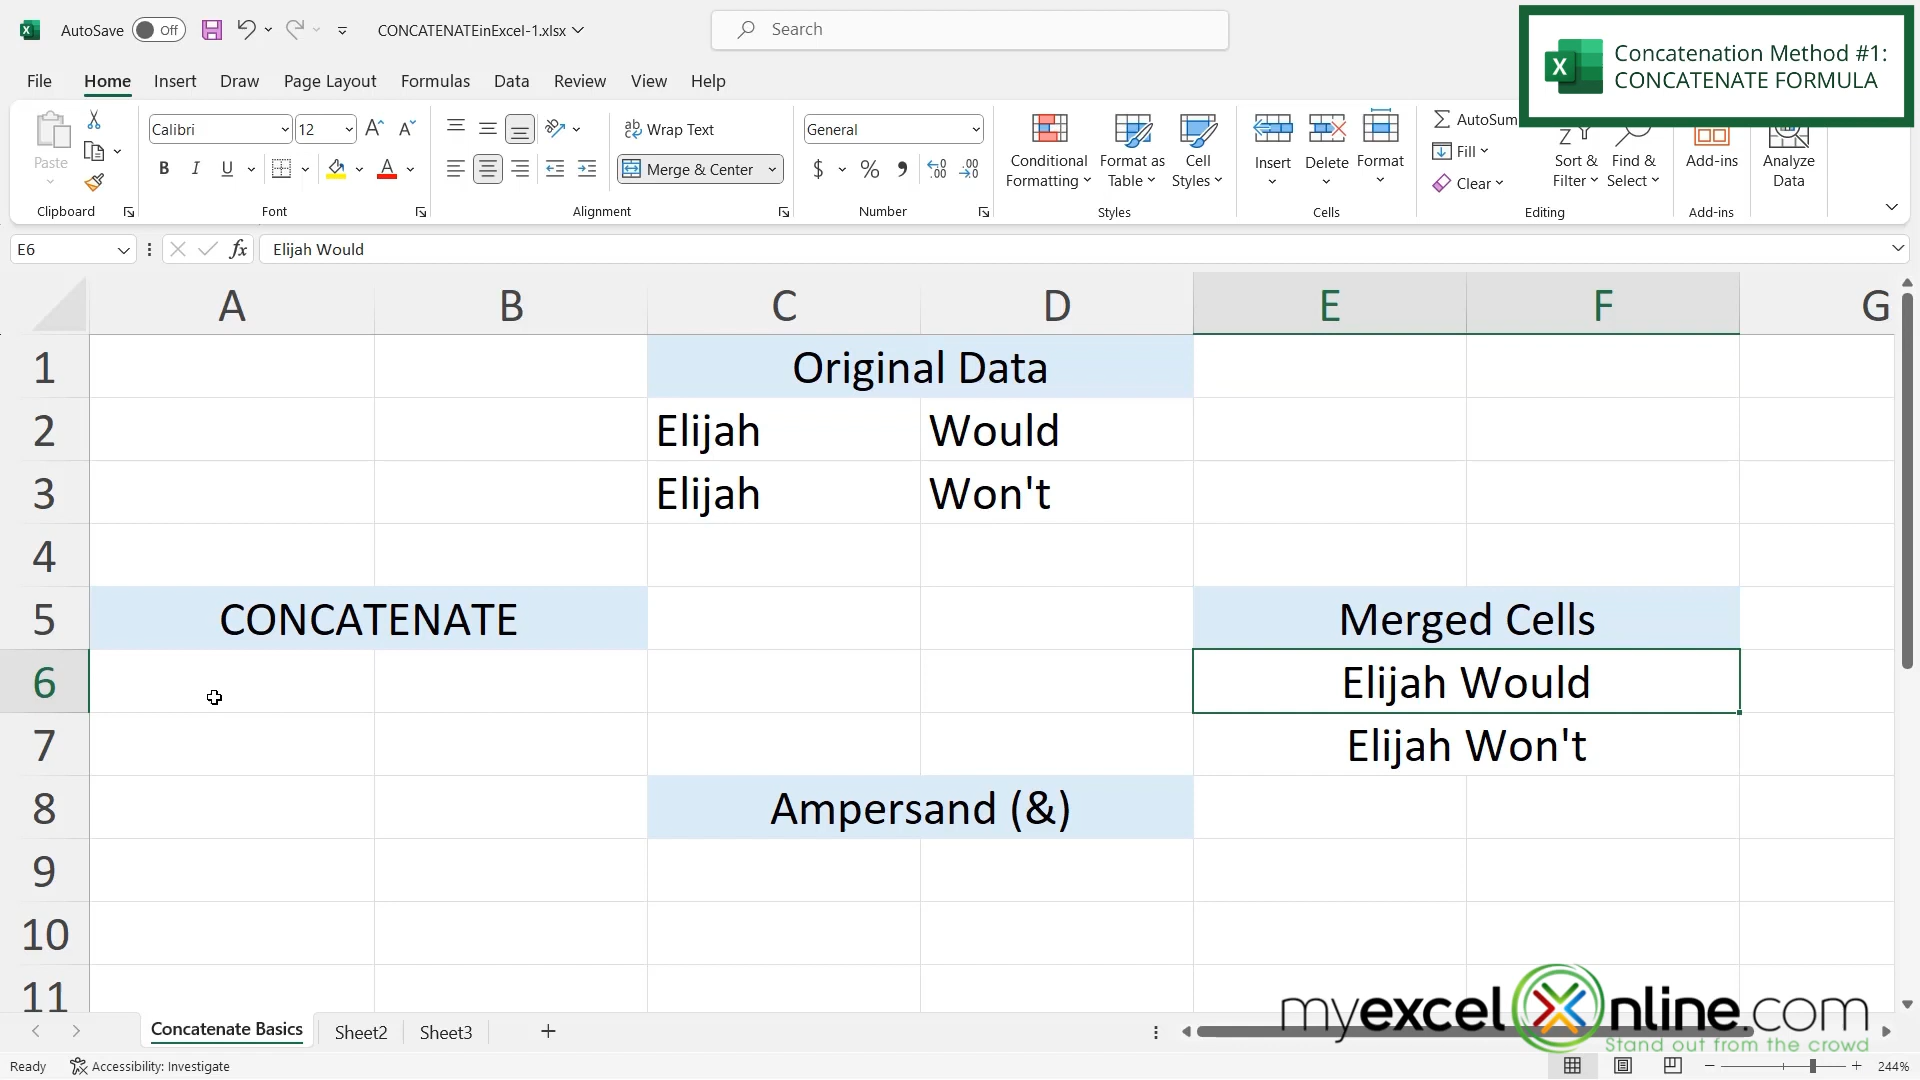 AutoSave Off CONCATENATEinExcel-1.xlsx Search
Concatenation Method #1:
CONCATENATE FORMULA
File Home Insert Draw Page Layout Formulas Data Review View Help
Paste
Calibri 12
B I U
Wrap Text
Merge & Center
General
$ % 9
Conditional
Formatting
Format as
Table
Cell
Styles
Insert
Delete
Format
AutoSum
Fill
Clear
Sort &
Filter
Find &
Select
Add-ins
Analyze
Data
Clipboard Font Alignment Number Styles Cells Editing Add-ins
E6 fx Elijah Would
A B C D E F G
1 Original Data
2 Elijah Would
3 Elijah Won't
4
5 CONCATENATE Merged Cells
6 Elijah Would
7 Elijah Won't
8 Ampersand (&)
9
10
11
myexcelonline.com
Stand out from the crowd
Concatenate Basics Sheet2 Sheet3
Ready Accessibility: Investigate 244%